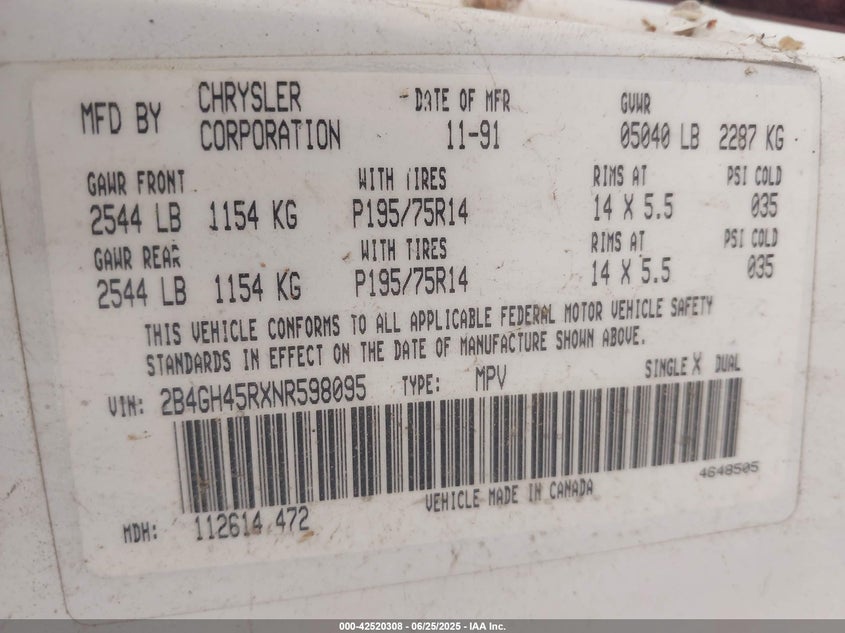 MFD BY CHRYSLER CORPORATION DATE OF MFR 11-91 GVWR 05040 LB 2287 KG
GAWR FRONT WITH TIRES RIMS AT PSI COLD
2544 LB 1154 KG P195/75R14 14 X 5.5 035
GAWR REAR WITH TIRES RIMS AT PSI COLD
2544 LB 1154 KG P195/75R14 14 X 5.5 035
THIS VEHICLE CONFORMS TO ALL APPLICABLE FEDERAL MOTOR VEHICLE SAFETY
STANDARDS IN EFFECT ON THE DATE OF MANUFACTURE SHOWN ABOVE.
VIN: 2B4GH45RXNR598095 TYPE: MPV SINGLE X DUAL
4648505
VEHICLE MADE IN CANADA
MDH: 112614 472
000-42520308 - 06/25/2025 - IAA Inc.